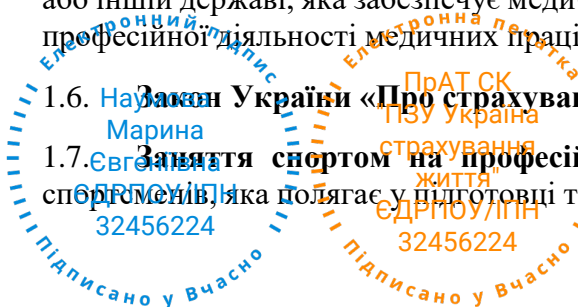 або іншій державі, яка забезпечує меди
професійної діяльності медичних праці
1.6. Закон України «Про страхуван
1.7. Заняття спортом на професій
спортсменів, яка полягає у підготовці т
Електронний підпис
Наумова
Марина
Євгеніївна
ЄДРПОУ/ІПН
32456224
Підписано у Вчасно
Електронна печатка
ПрАТ СК
"ПЗУ Україна
страхування
життя"
ЄДРПОУ/ІПН
32456224
Підписано у Вчасно